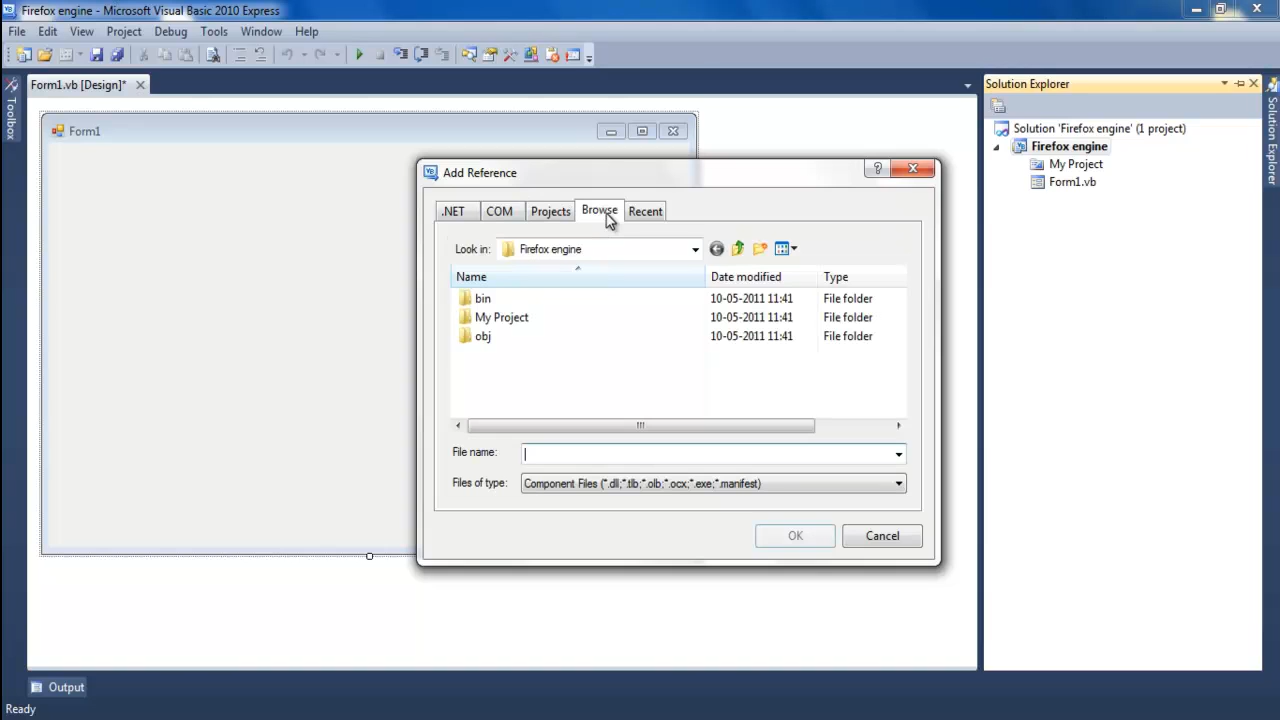 Firefox engine - Microsoft Visual Basic 2010 Express
File Edit View Project Debug Tools Window Help
Form1.vb [Design]*
Toolbox
Form1
Add Reference
.NET COM Projects Browse Recent
Look in: Firefox engine
Name Date modified Type
bin 10-05-2011 11:41 File folder
My Project 10-05-2011 11:41 File folder
obj 10-05-2011 11:41 File folder
File name:
Files of type: Component Files (*.dll;*.tlb;*.olb;*.ocx;*.exe;*.manifest)
OK Cancel
Solution Explorer
Solution 'Firefox engine' (1 project)
Firefox engine
My Project
Form1.vb
Solution Explorer
Output
Ready